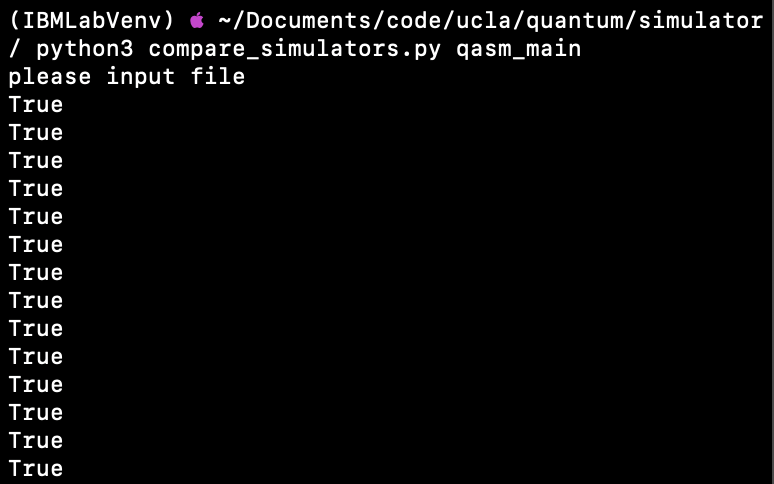 (IBMLabVenv)  ~/Documents/code/ucla/quantum/simulator
/ python3 compare_simulators.py qasm_main
please input file
True
True
True
True
True
True
True
True
True
True
True
True
True
True